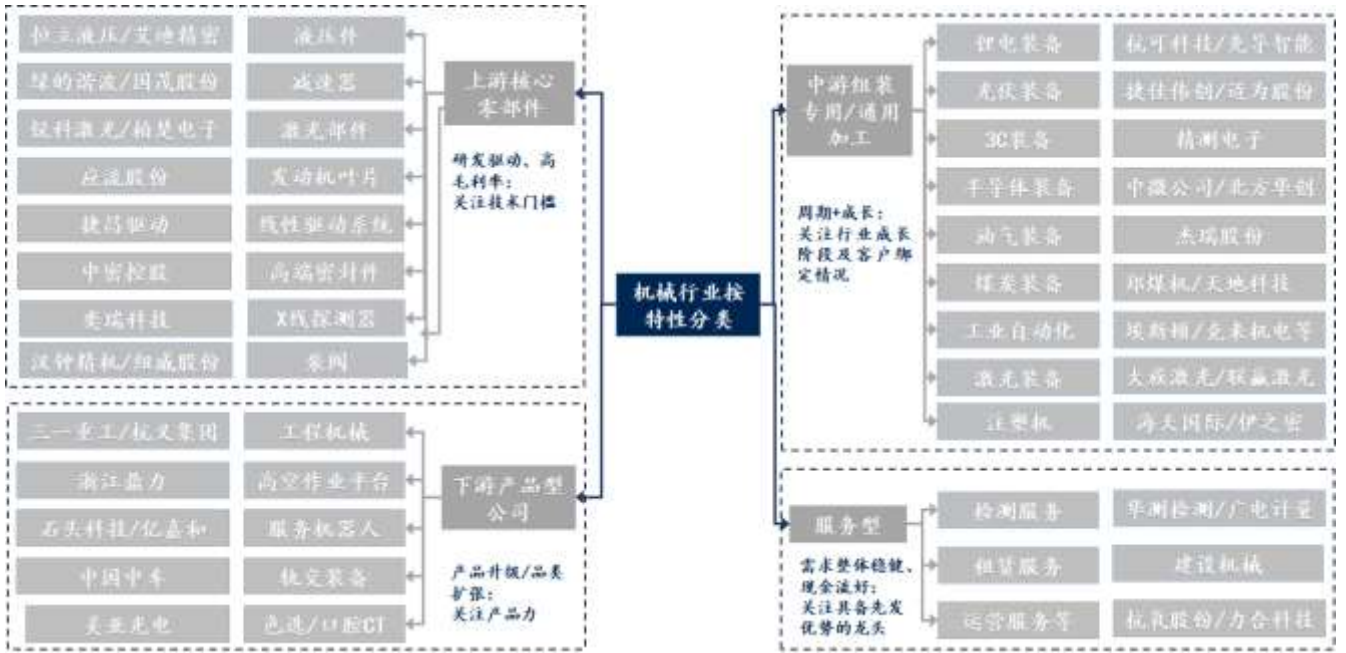 恒立液压/艾迪精密
液压件
绿的谐波/国茂股份
减速器
锐科激光/柏楚电子
激光部件
应流股份
发动机叶片
捷昌驱动
线性驱动系统
中密控股
高端密封件
奕瑞科技
X线探测器
汉钟精机/纽威股份
泵阀
上游核心
零部件
研发驱动、高
毛利率:
关注技术门槛
三一重工/杭叉集团
工程机械
浙江鼎力
高空作业平台
石头科技/亿嘉和
服务机器人
中国中车
轨交装备
美亚光电
色选/口腔CT
下游产品型
公司
产品升级/品类
扩张:
关注产品力
机械行业按
特性分类
中游组装
专用/通用
加工
周期+成长:
关注行业成长
阶段及客户绑
定情况
锂电装备
杭可科技/先导智能
光伏装备
捷佳伟创/迈为股份
3C装备
精测电子
半导体装备
中微公司/北方华创
油气装备
杰瑞股份
煤炭装备
郑煤机/天地科技
工业自动化
埃斯顿/克来机电等
激光装备
大族激光/联赢激光
注塑机
海天国际/伊之密
服务型
需求整体稳健、
现金流好:
关注具备先发
优势的龙头
检测服务
华测检测/广电计量
租赁服务
建设机械
运营服务等
杭氧股份/力合科技